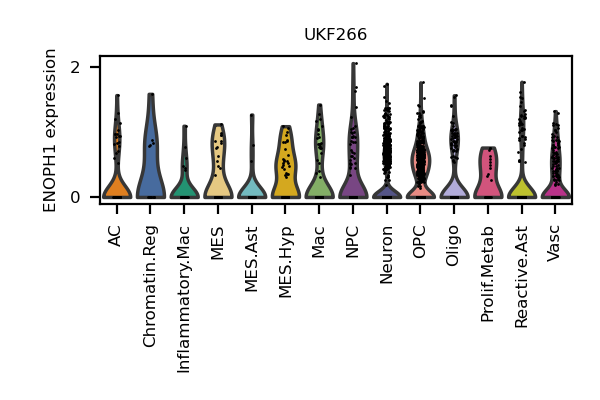 UKF266
ENOPH1 expression
2
0
AC
Chromatin.Reg
Inflammatory.Mac
MES
MES.Ast
MES.Hyp
Mac
NPC
Neuron
OPC
Oligo
Prolif.Metab
Reactive.Ast
Vasc